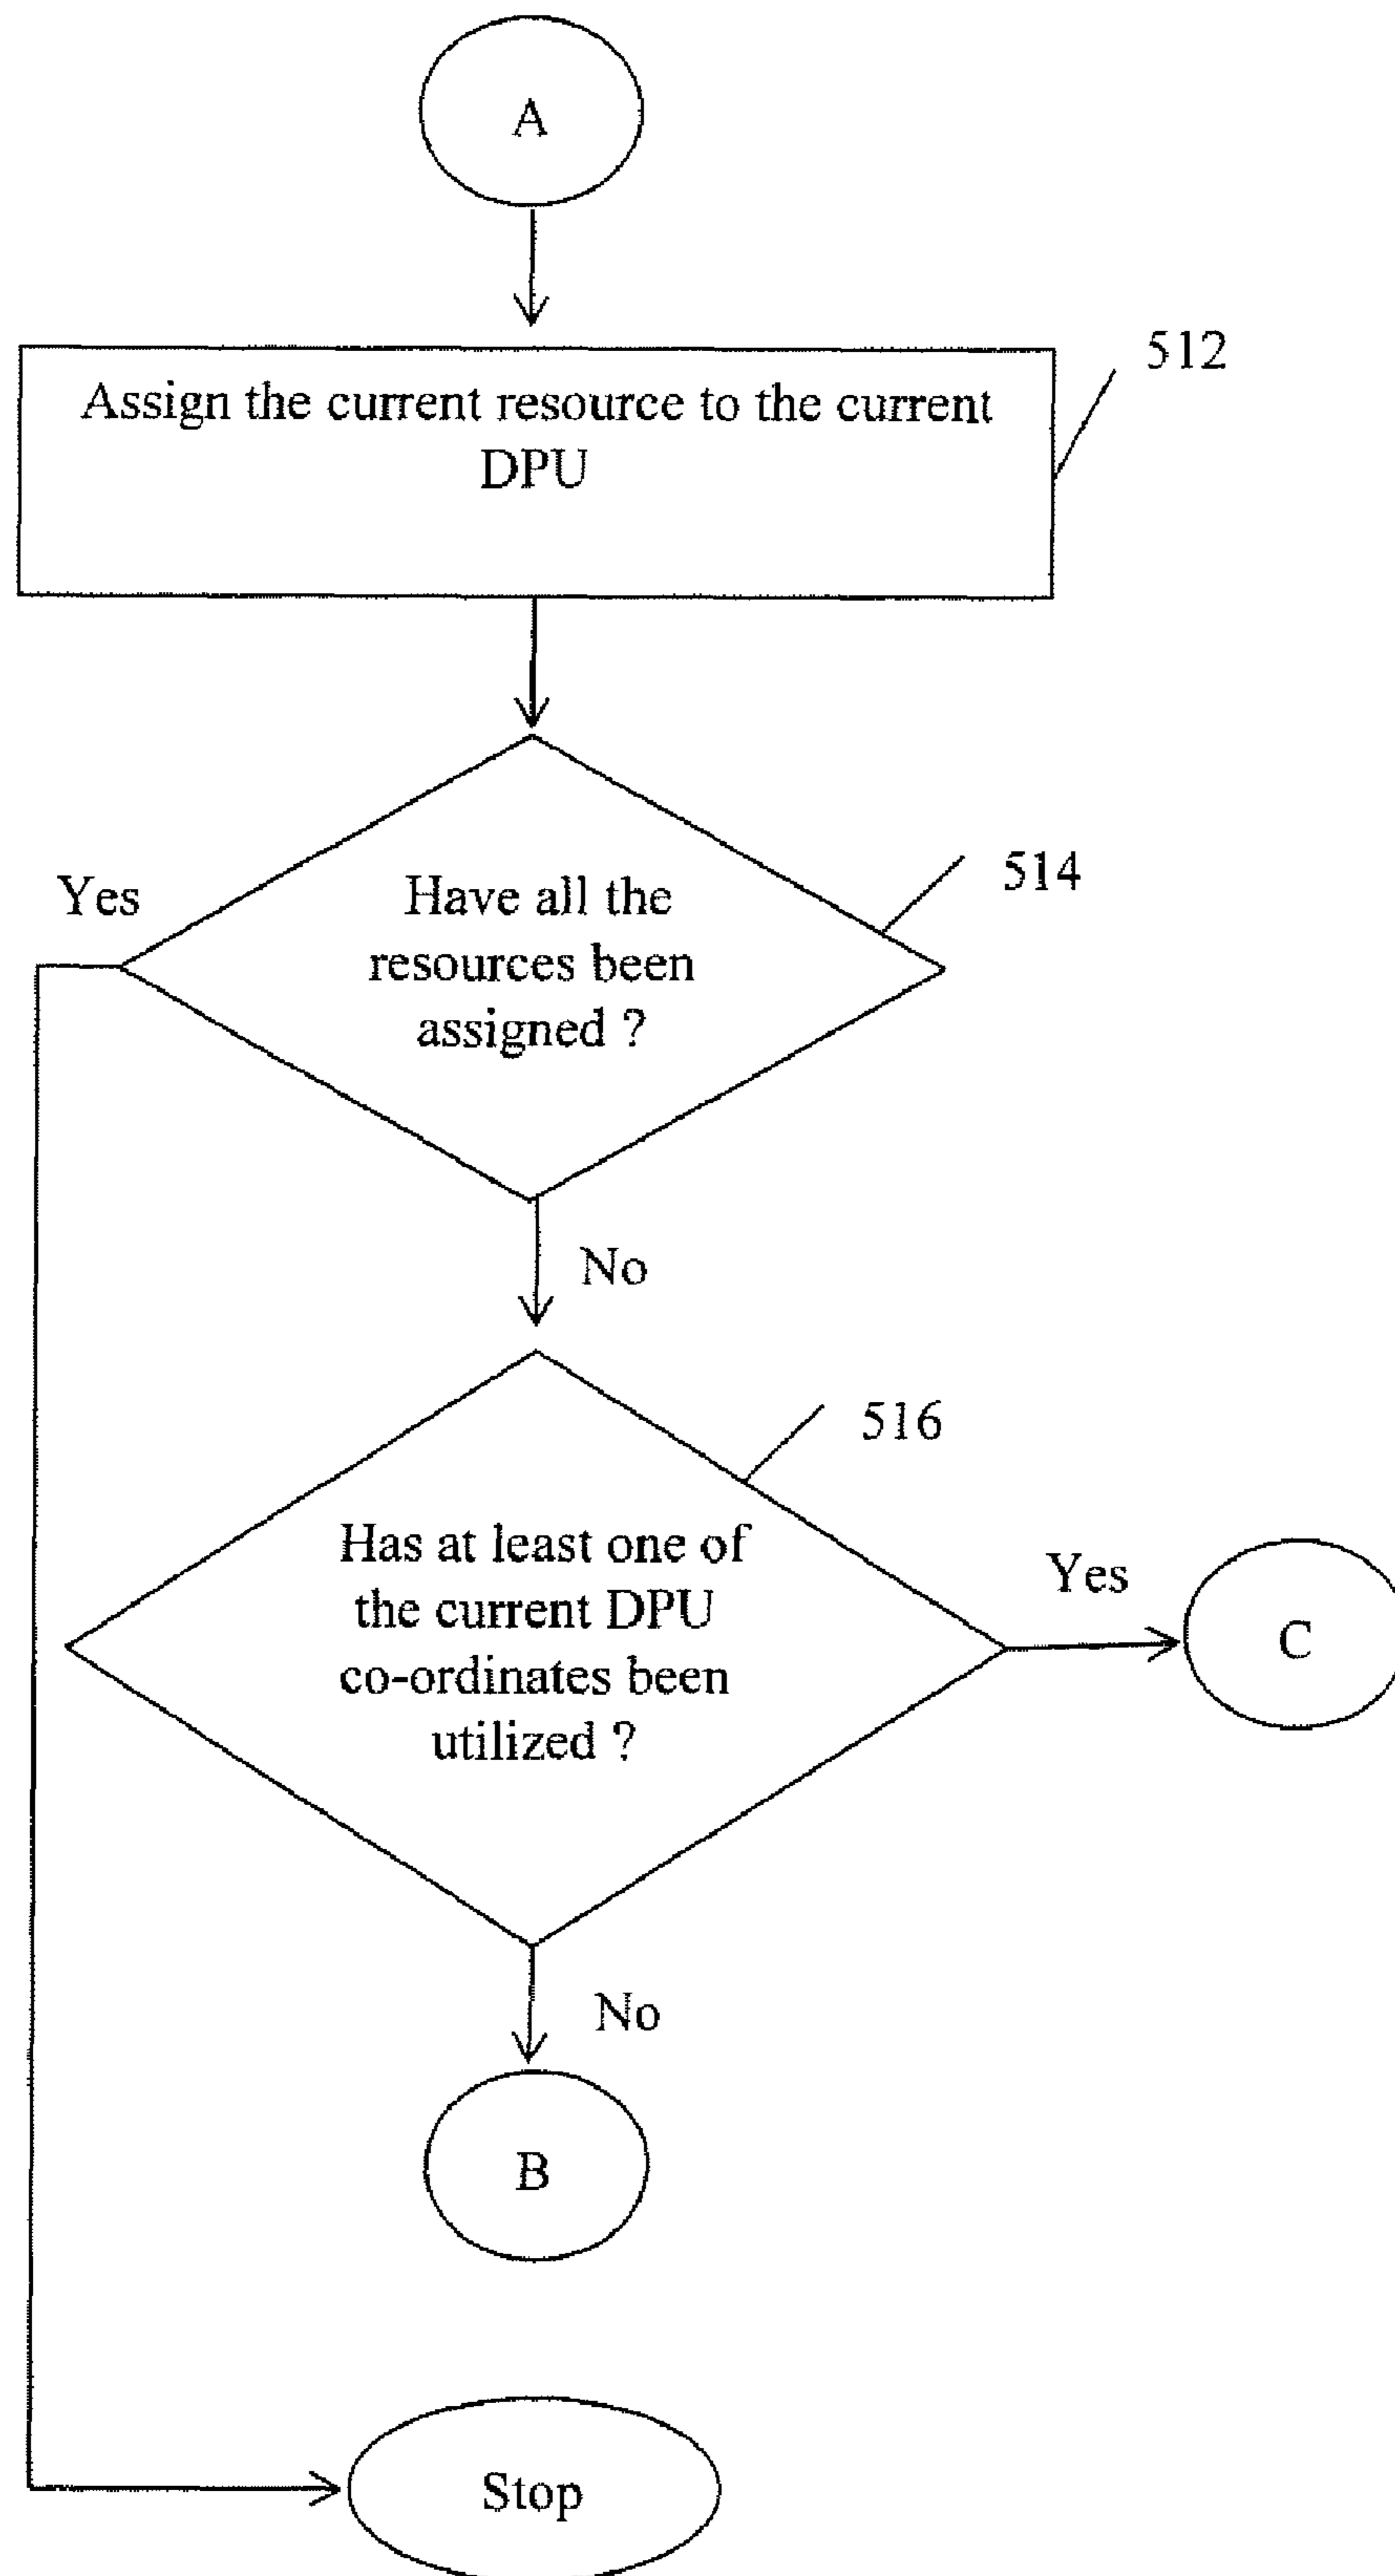 A
512
Assign the current resource to the current
DPU
514
Yes
Have all the
resources been
assigned ?
No
516
Has at least one of
the current DPU
co-ordinates been
utilized ?
Yes
C
No
B
Stop